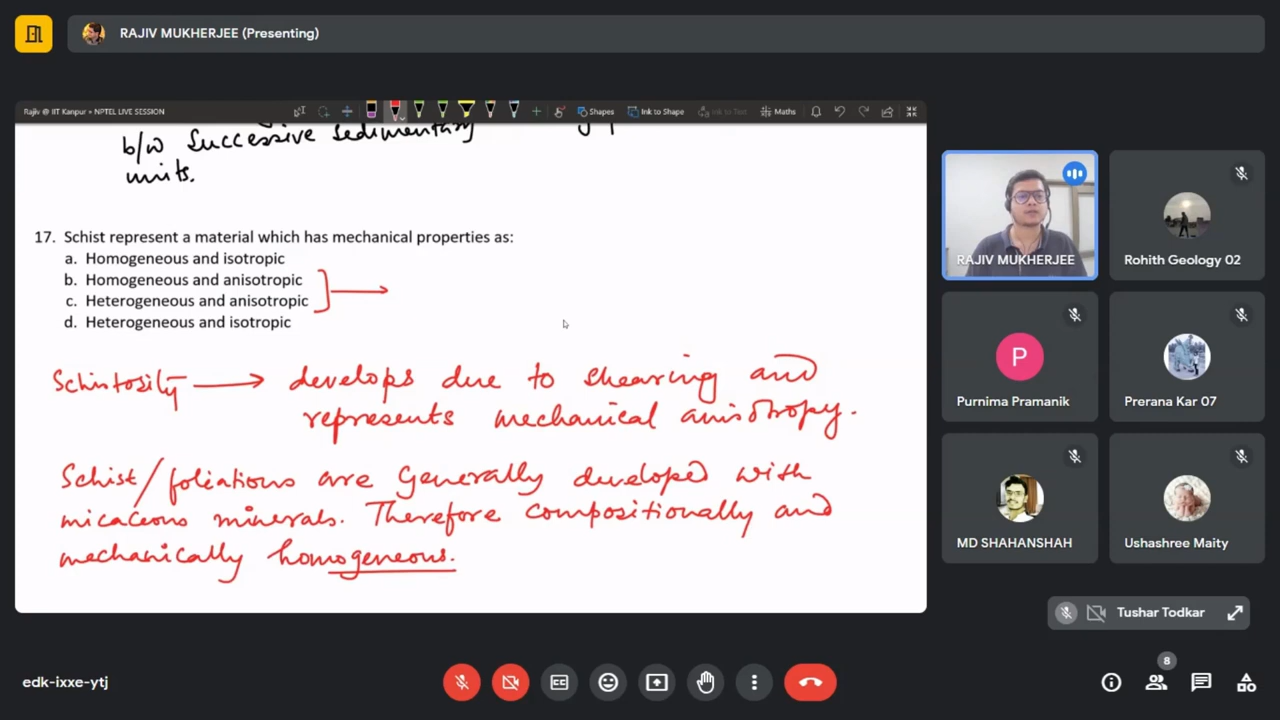 RAJIV MUKHERJEE (Presenting)
Rajiv @ IIT Kanpur » NPTEL LIVE SESSION
Shapes
Ink to Shape
Ink to Text
Maths
b/w Successive sedimentary
units.
17. Schist represent a material which has mechanical properties as:
a. Homogeneous and isotropic
b. Homogeneous and anisotropic
c. Heterogeneous and anisotropic
d. Heterogeneous and isotropic
Schistosity → develops due to shearing and
represents mechanical anisotropy.
Schist/foliations are Generally developed with
micaceous minerals. Therefore compositionally and
mechanically homogeneous.
RAJIV MUKHERJEE
Rohith Geology 02
P
Purnima Pramanik
Prerana Kar 07
MD SHAHANSHAH
Ushashree Maity
Tushar Todkar
edk-ixxe-ytj
8